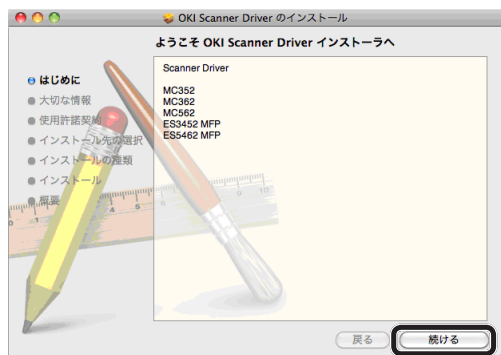 OKI Scanner Driver のインストール
ようこそ OKI Scanner Driver インストーラへ
はじめに
大切な情報
使用許諾契約
インストール先の選択
インストールの種類
インストール
概要
Scanner Driver
MC352
MC362
MC562
ES3452 MFP
ES5462 MFP
戻る
続ける